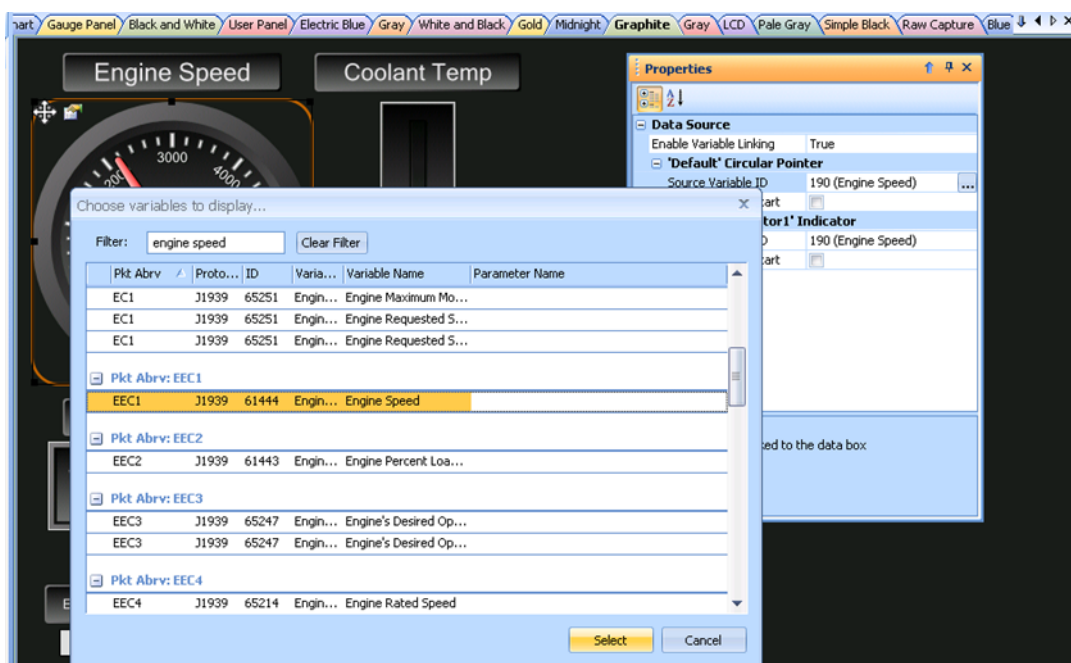 art Gauge Panel Black and White User Panel Electric Blue Gray White and Black Gold Midnight Graphite Gray LCD Pale Gray Simple Black Raw Capture Blue
Engine Speed
Coolant Temp
3000
4000
Properties
Data Source
Enable Variable Linking True
'Default' Circular Pointer
Source Variable ID 190 (Engine Speed) ...
art
tor1' Indicator
D 190 (Engine Speed)
art
ked to the data box
Choose variables to display...
Filter: engine speed Clear Filter
Pkt Abrv Proto... ID Varia... Variable Name Parameter Name
EC1 J1939 65251 Engin... Engine Maximum Mo...
EC1 J1939 65251 Engin... Engine Requested S...
EC1 J1939 65251 Engin... Engine Requested S...
Pkt Abrv: EEC1
EEC1 J1939 61444 Engin... Engine Speed
Pkt Abrv: EEC2
EEC2 J1939 61443 Engin... Engine Percent Loa...
Pkt Abrv: EEC3
EEC3 J1939 65247 Engin... Engine's Desired Op...
EEC3 J1939 65247 Engin... Engine's Desired Op...
Pkt Abrv: EEC4
EEC4 J1939 65214 Engin... Engine Rated Speed
E
Select Cancel